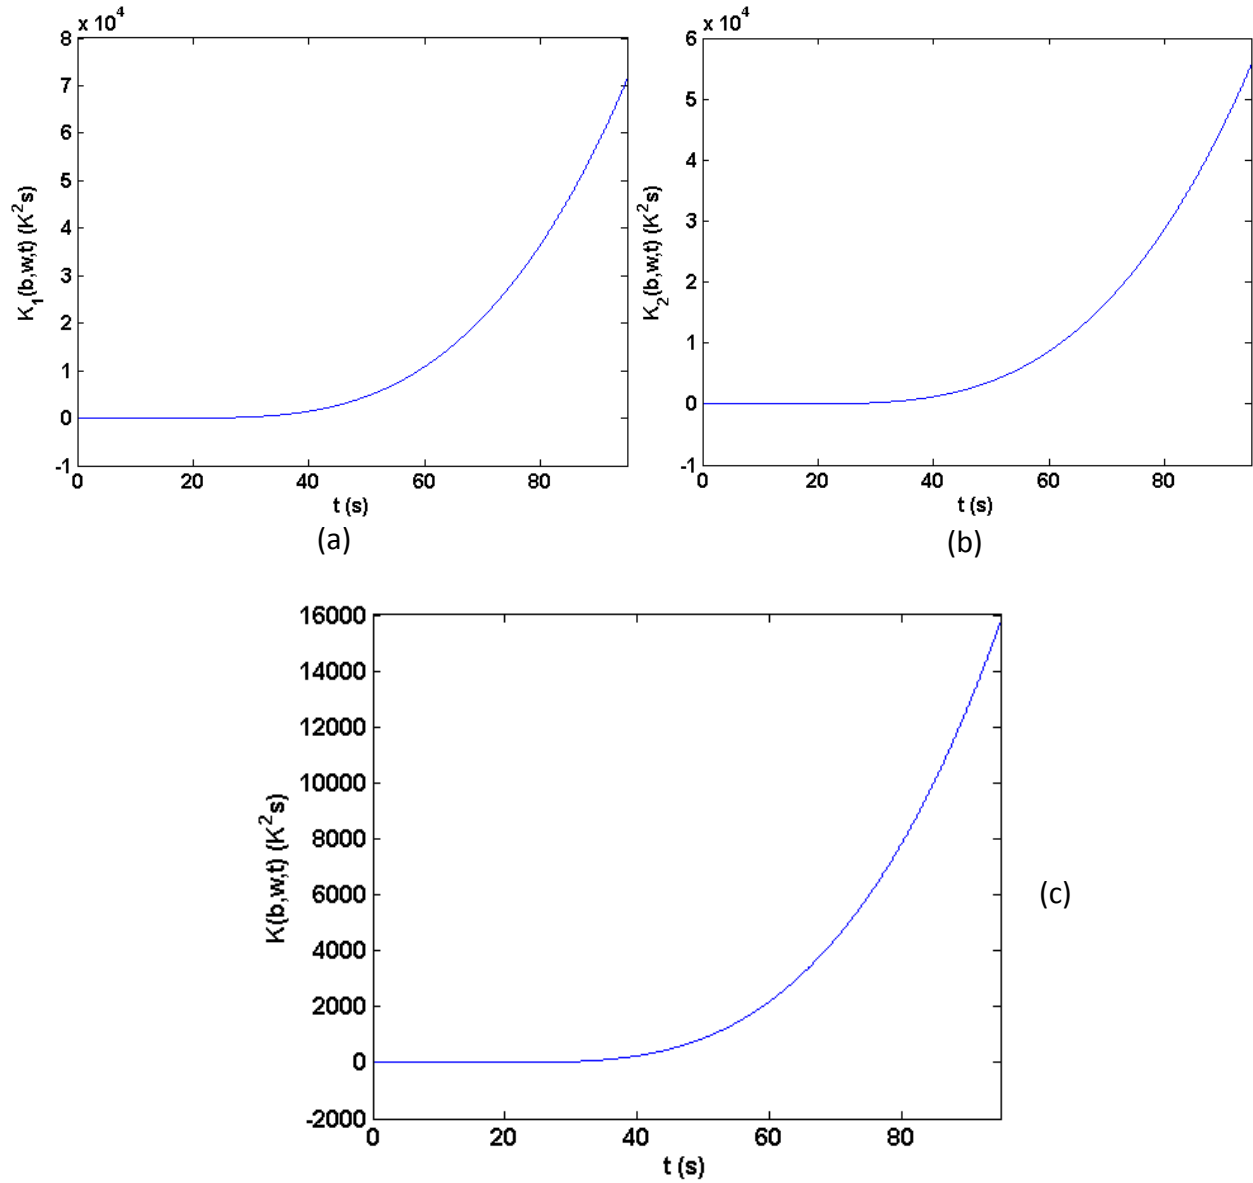 x 10^4
8
7
6
5
4
3
2
1
0
-1
K_1(b,w,t) (K^2s)
0 20 40 60 80
t (s)
(a)
x 10^4
6
5
4
3
2
1
0
-1
K_2(b,w,t) (K^2s)
0 20 40 60 80
t (s)
(b)
16000
14000
12000
10000
8000
6000
4000
2000
0
-2000
K(b,w,t) (K^2s)
0 20 40 60 80
t (s)
(c)